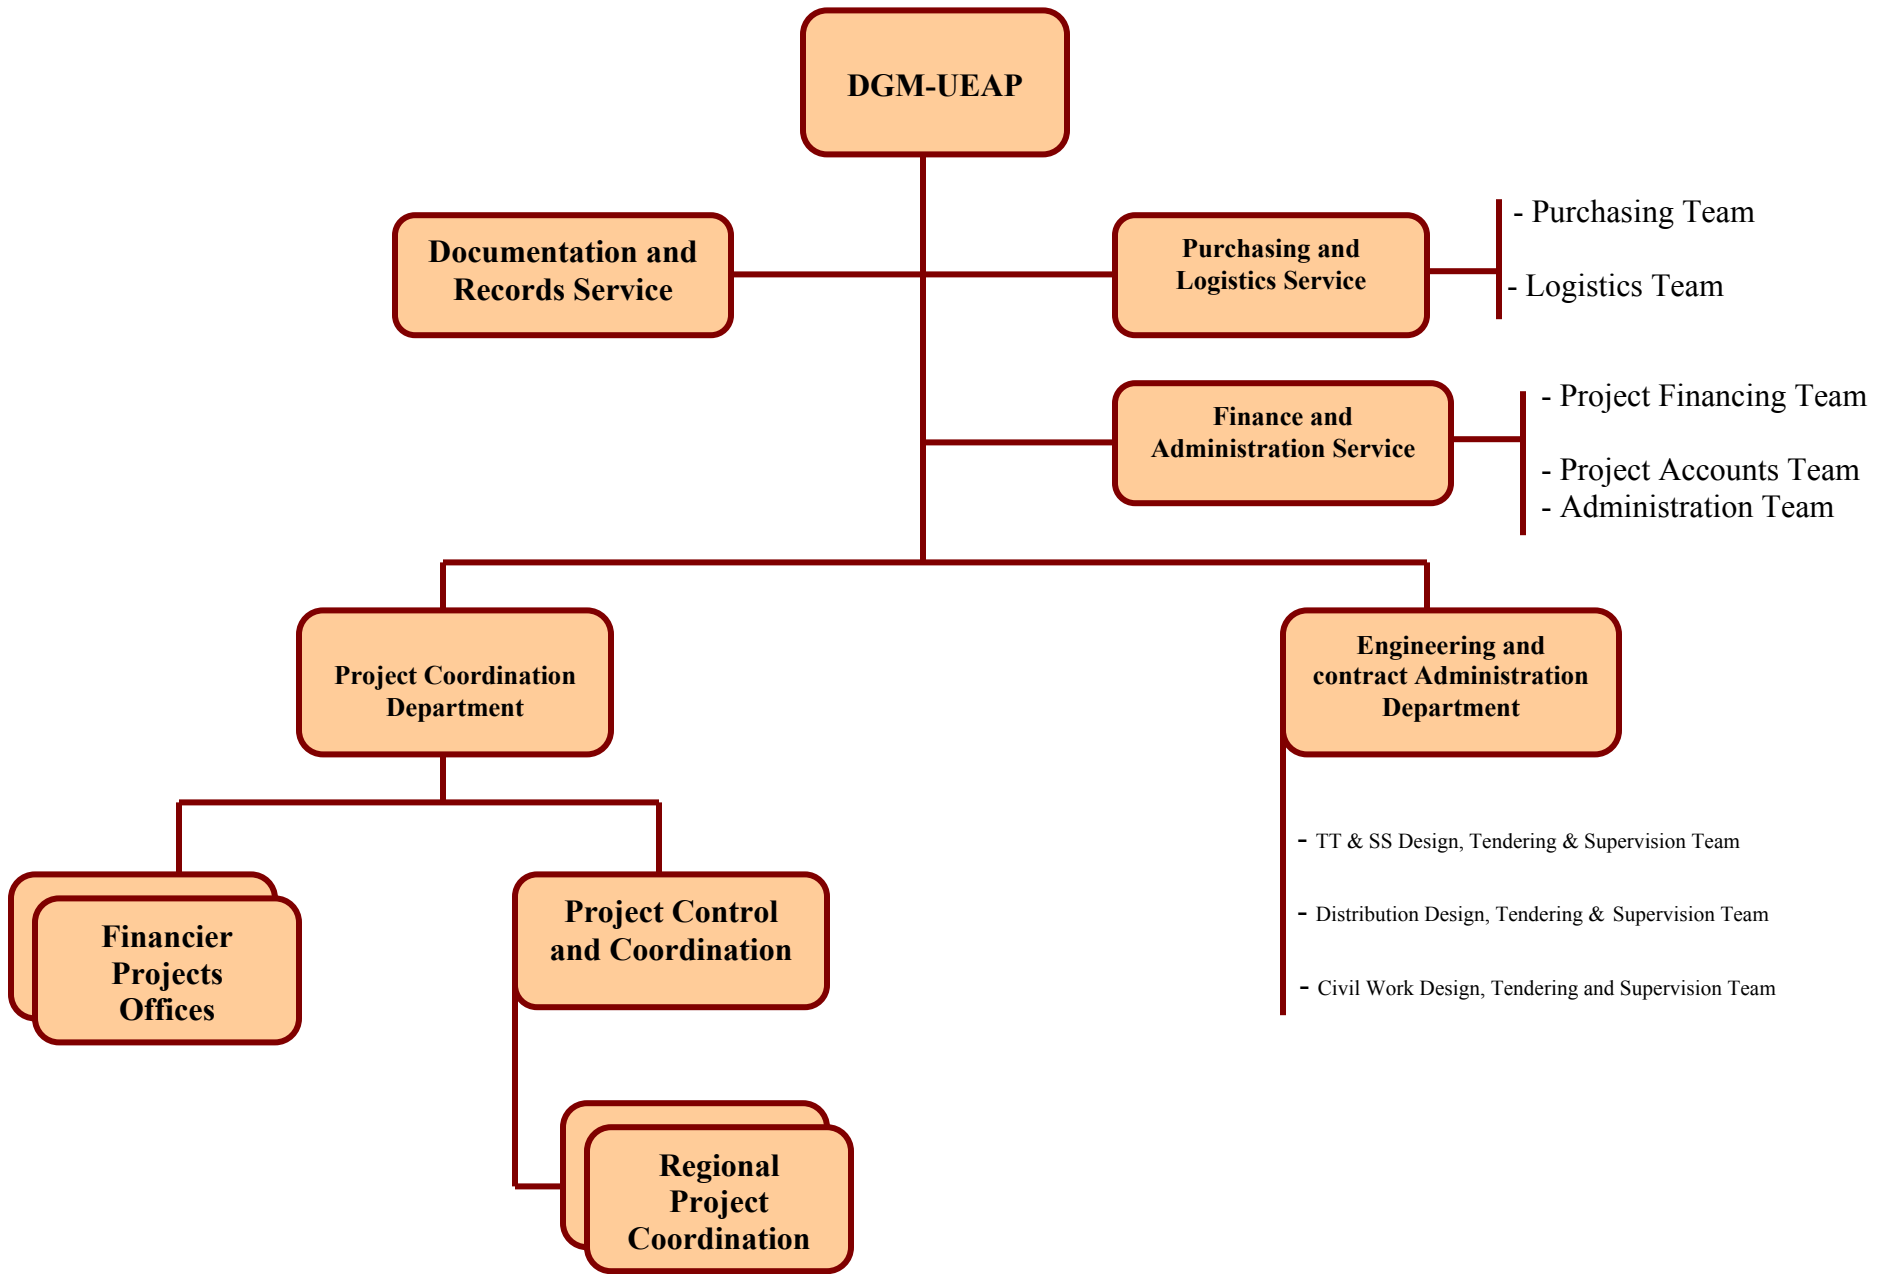 DGM-UEAP
Documentation and
Records Service
Purchasing and
Logistics Service
- Purchasing Team
- Logistics Team
Finance and
Administration Service
- Project Financing Team
- Project Accounts Team
- Administration Team
Project Coordination
Department
Engineering and
contract Administration
Department
- TT & SS Design, Tendering & Supervision Team
- Distribution Design, Tendering & Supervision Team
- Civil Work Design, Tendering and Supervision Team
Financier
Projects
Offices
Project Control
and Coordination
Regional
Project
Coordination